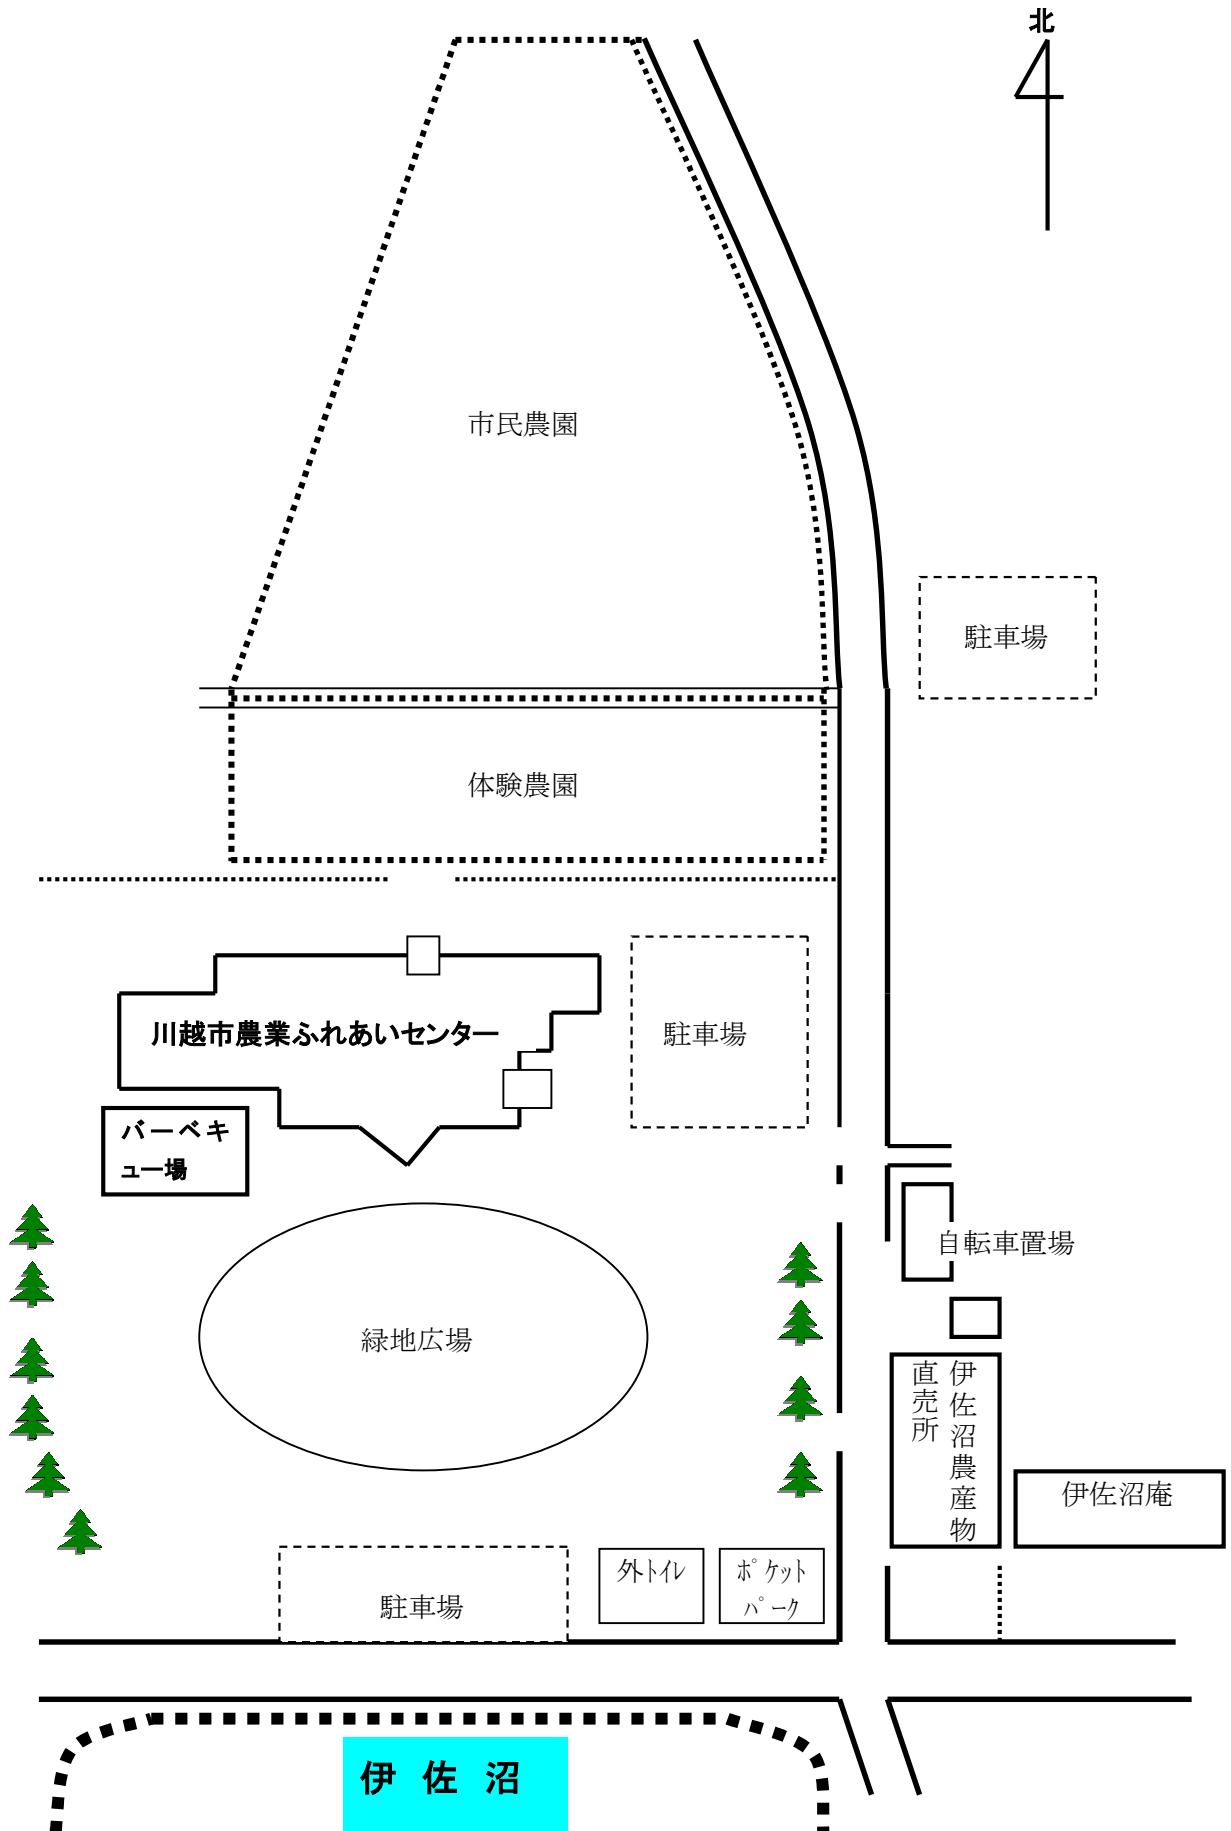 北
市民農園
駐車場
体験農園
川越市農業ふれあいセンター
駐車場
バーベキ
ュー場
自転車置場
緑地広場
伊佐沼農産物
直売所
伊佐沼庵
外ﾄｲﾚ
ﾎﾟｹｯﾄ
ﾊﾟｰｸ
駐車場
伊 佐 沼